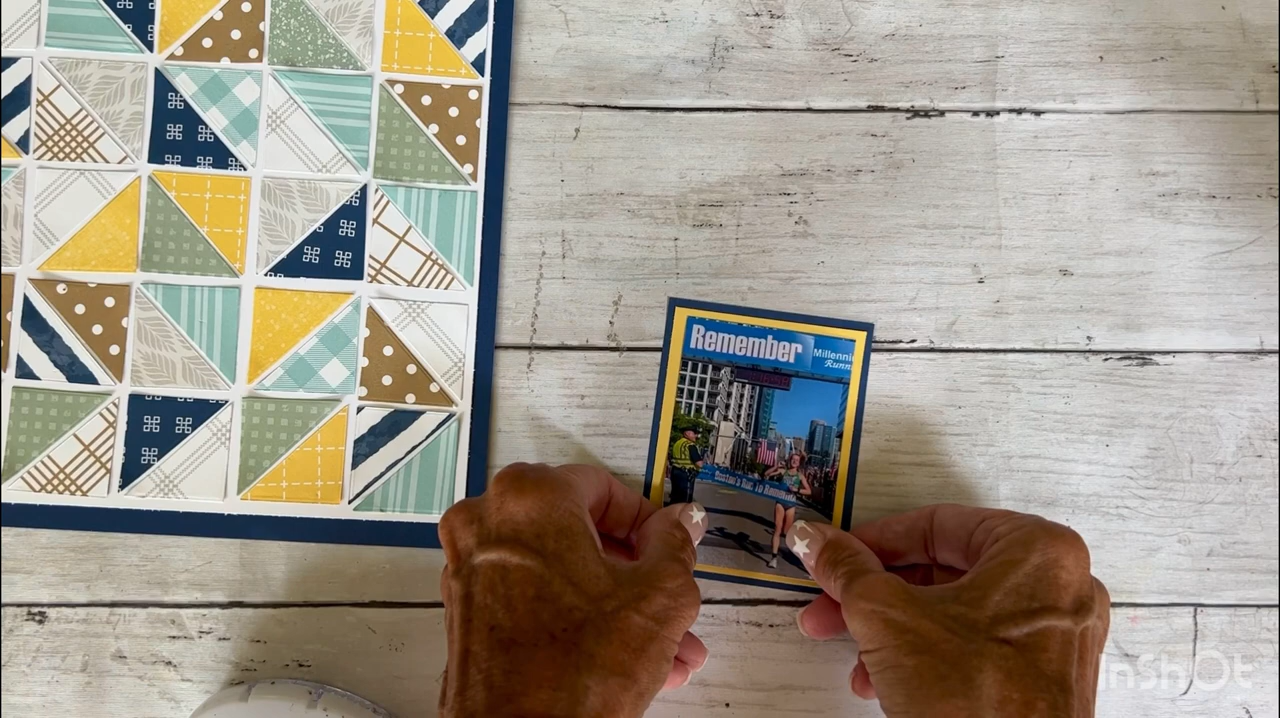 Remember
Millenni
Runn
Boston's Run To Remember
InShOt